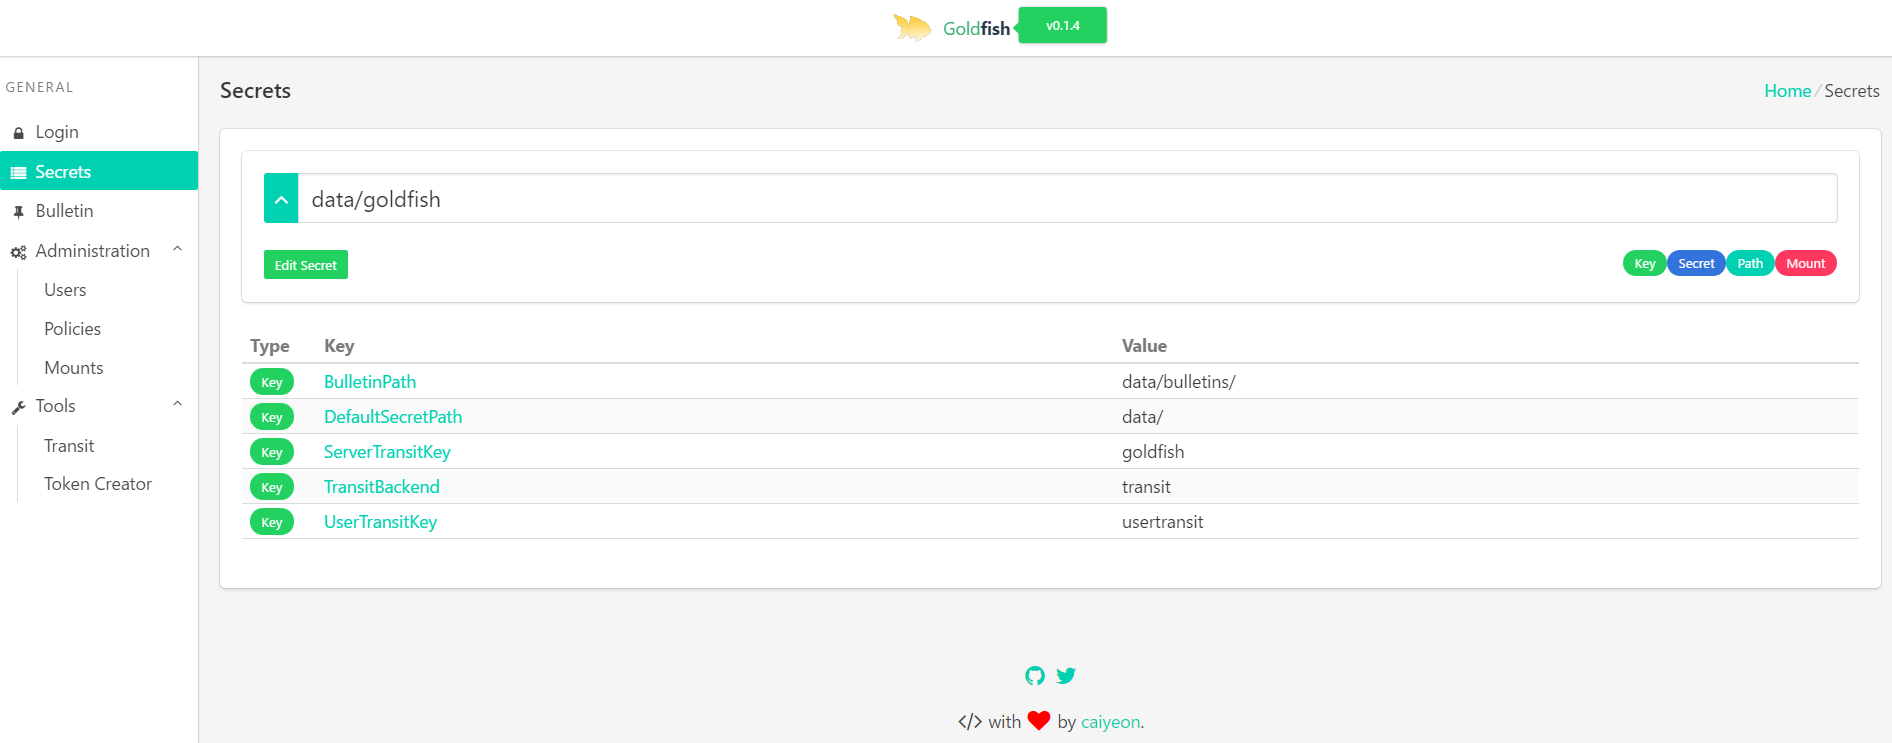 Goldfish v0.1.4
GENERAL
Login
Secrets
Bulletin
Administration
Users
Policies
Mounts
Tools
Transit
Token Creator
Secrets
Home / Secrets
data/goldfish
Edit Secret
Key Secret Path Mount
Type Key Value
Key BulletinPath data/bulletins/
Key DefaultSecretPath data/
Key ServerTransitKey goldfish
Key TransitBackend transit
Key UserTransitKey usertransit
</> with ❤ by caiyeon.